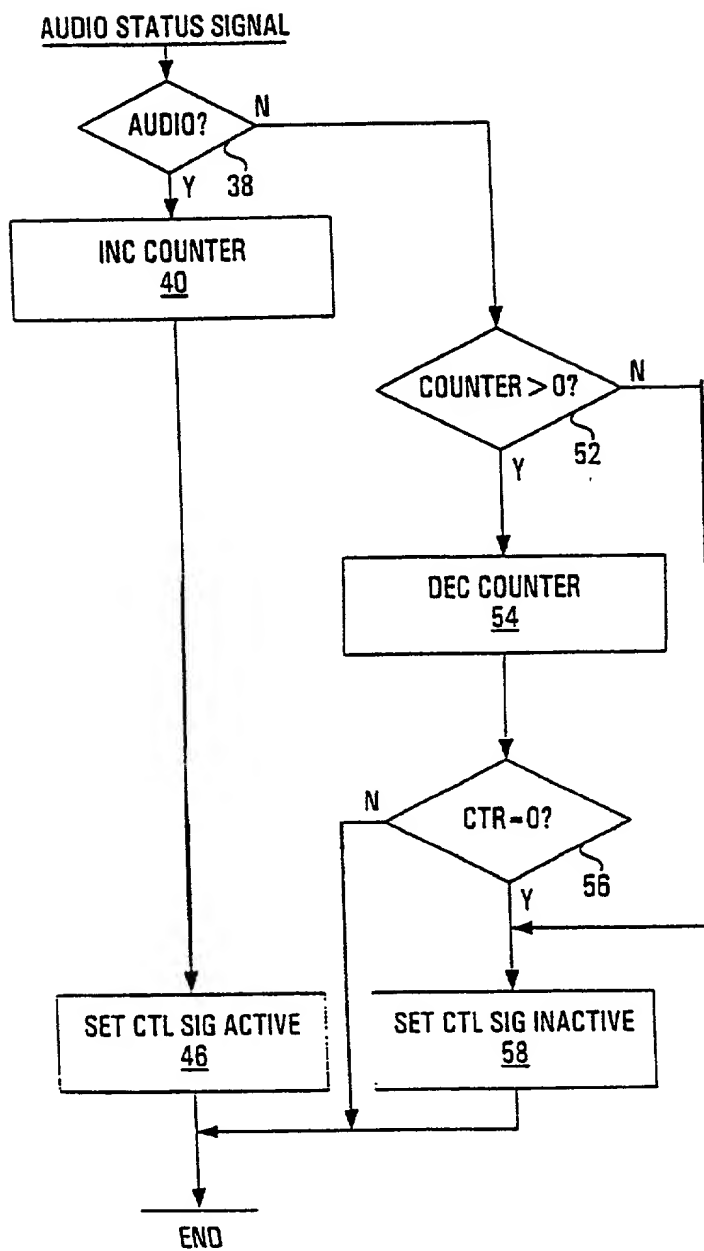 AUDIO STATUS SIGNAL
AUDIO?
N
Y
38
INC COUNTER
40
COUNTER > 0?
N
52
Y
DEC COUNTER
54
N
CTR=0?
56
Y
SET CTL SIG ACTIVE
46
SET CTL SIG INACTIVE
58
END